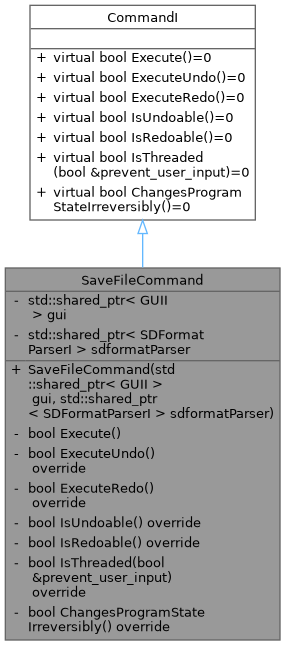 CommandI
+ virtual bool Execute()=0
+ virtual bool ExecuteUndo()=0
+ virtual bool ExecuteRedo()=0
+ virtual bool IsUndoable()=0
+ virtual bool IsRedoable()=0
+ virtual bool IsThreaded
(bool &prevent_user_input)=0
+ virtual bool ChangesProgram
StateIrreversibly()=0
SaveFileCommand
- std::shared_ptr< GUII
> gui
- std::shared_ptr< SDFormat
ParserI > sdformatParser
+ SaveFileCommand(std
::shared_ptr< GUII >
gui, std::shared_ptr
< SDFormatParserI > sdformatParser)
- bool Execute()
- bool ExecuteUndo()
override
- bool ExecuteRedo()
override
- bool IsUndoable() override
- bool IsRedoable() override
- bool IsThreaded(bool
&prevent_user_input)
override
- bool ChangesProgramState
Irreversibly() override